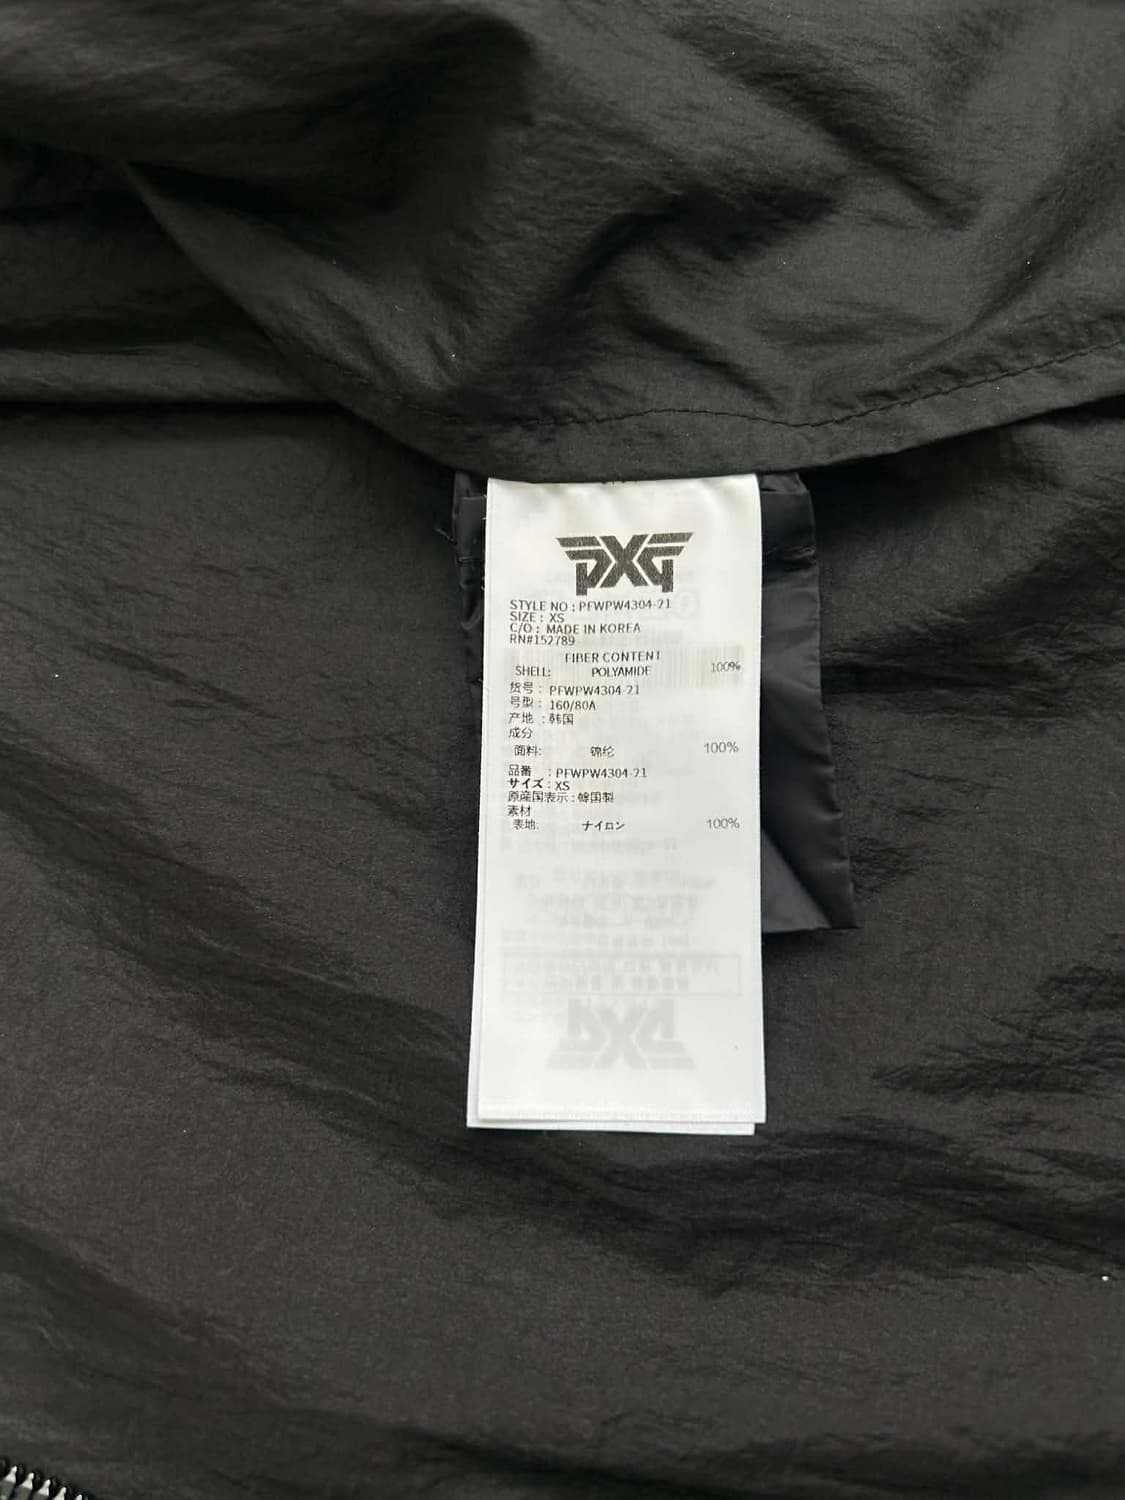 PXG
STYLE NO : PFWPW4304-21
SIZE : XS
C/O : MADE IN KOREA
RN#152789
FIBER CONTENT
SHELL: POLYAMIDE 100%
货号 : PFWPW4304-21
号型 : 160/80A
产地 : 韩国
成分
面料: 锦纶 100%
品番 : PFWPW4304-21
サイズ : XS
原産国表示 : 韓国製
素材
表地: ナイロン 100%